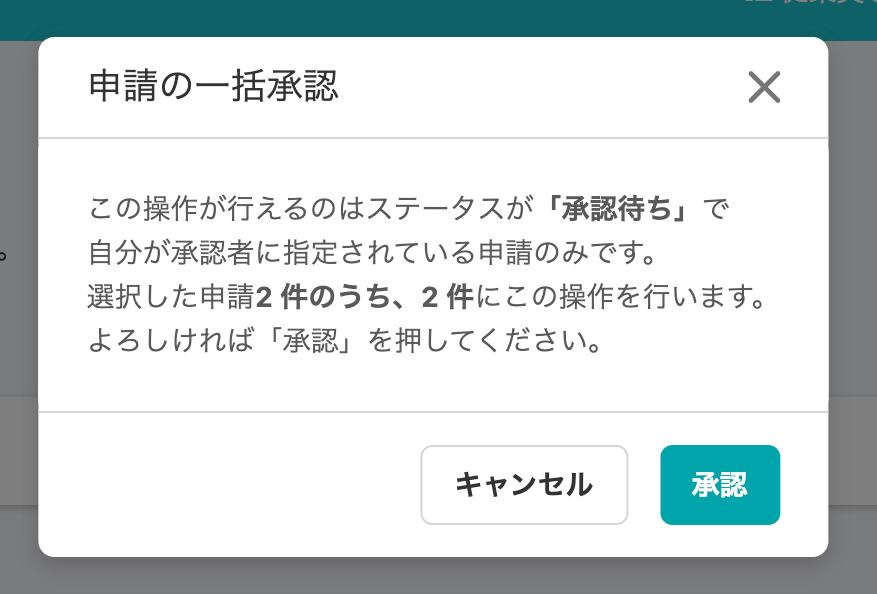 申請の一括承認
この操作が行えるのはステータスが「承認待ち」で
自分が承認者に指定されている申請のみです。
選択した申請2 件のうち、2 件にこの操作を行います。
よろしければ「承認」を押してください。
キャンセル
承認